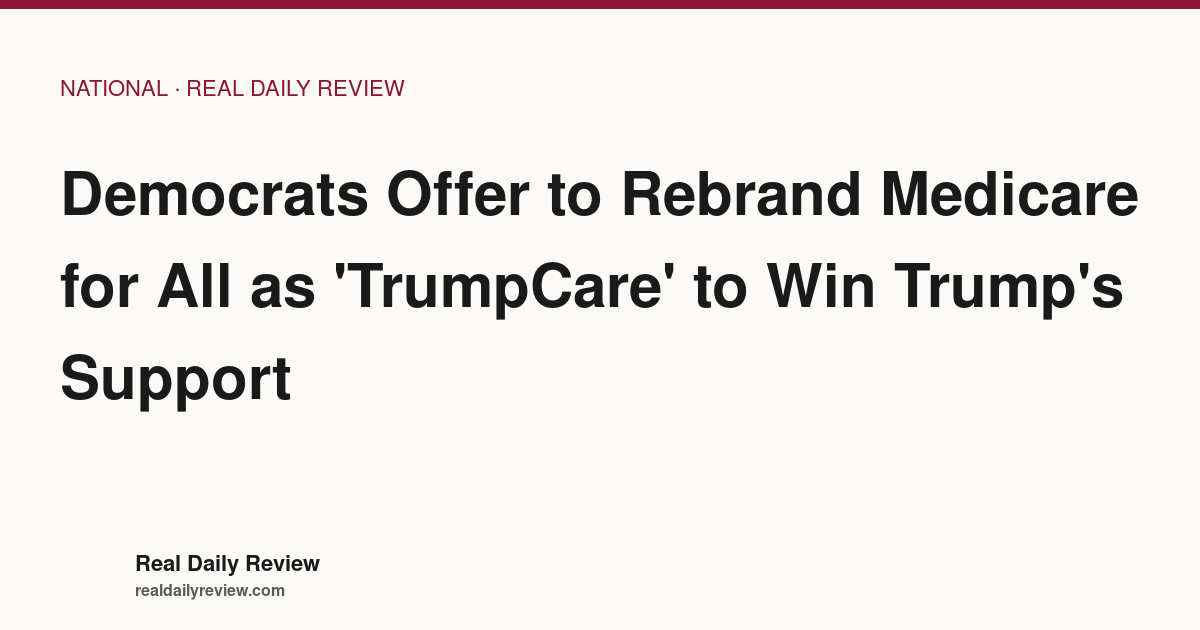 NATIONAL · REAL DAILY REVIEW
Democrats Offer to Rebrand Medicare
for All as 'TrumpCare' to Win Trump's
Support
Real Daily Review
realdailyreview.com